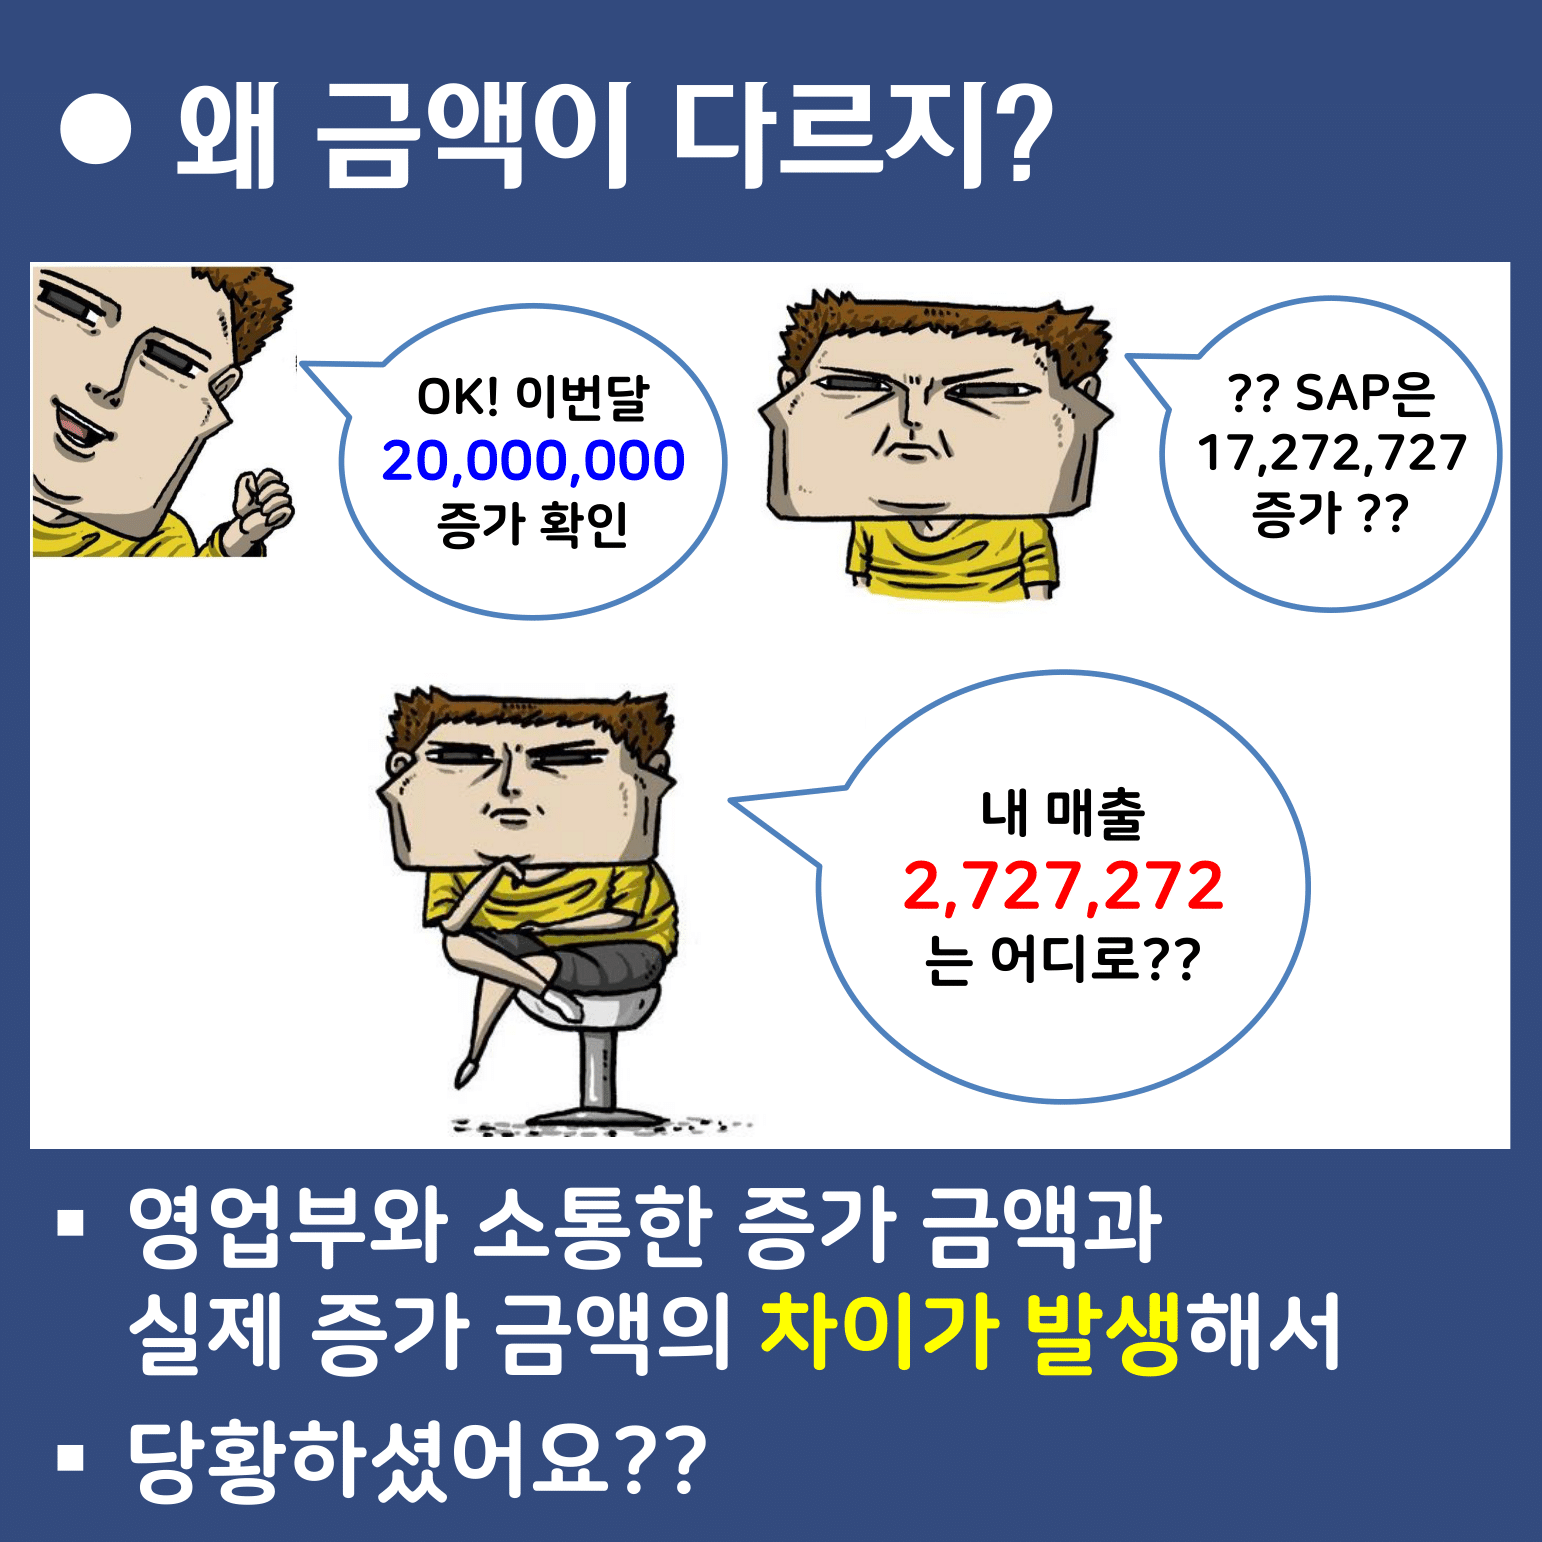 ● 왜 금액이 다르지?
OK! 이번달
20,000,000
증가 확인
?? SAP은
17,272,727
증가 ??
내 매출
2,727,272
는 어디로??
▪ 영업부와 소통한 증가 금액과
실제 증가 금액의 차이가 발생해서
▪ 당황하셨어요??